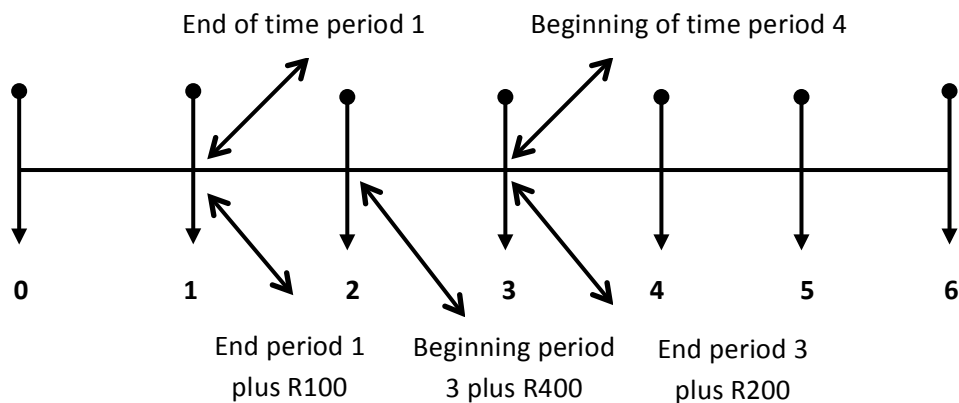 End of time period 1
Beginning of time period 4
0 1 2 3 4 5 6
End period 1
plus R100
Beginning period
3 plus R400
End period 3
plus R200